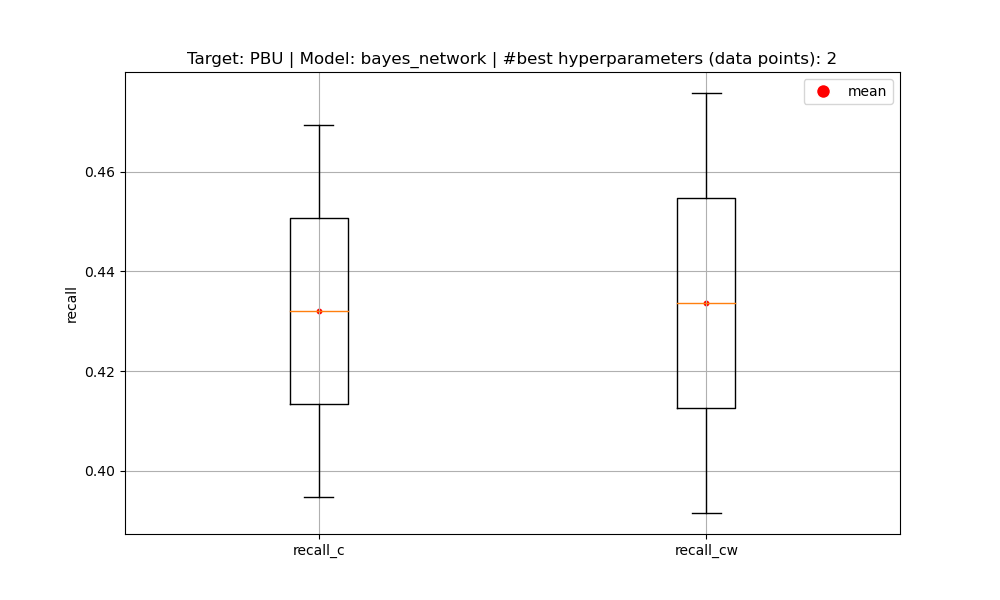 Target: PBU | Model: bayes_network | #best hyperparameters (data points): 2
mean
0.46
0.44
0.42
0.40
recall
recall_c
recall_cw